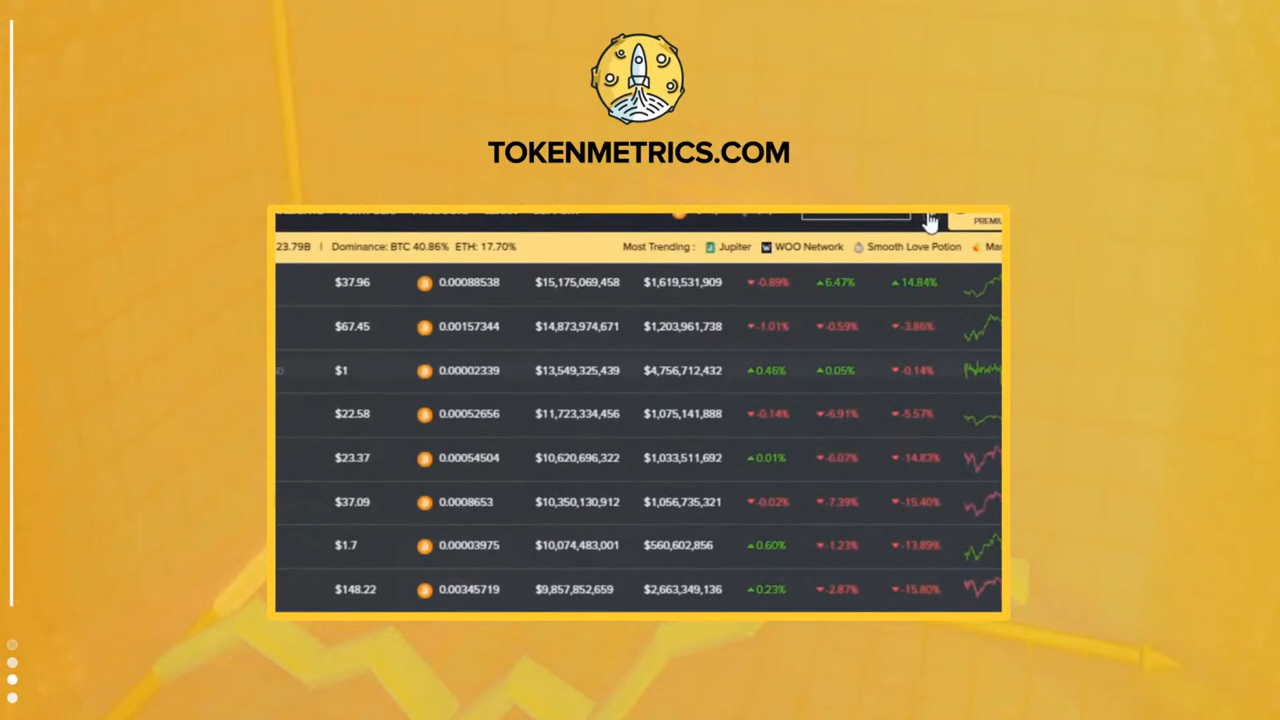 TOKENMETRICS.COM
PREMIU
23.79B | Dominance: BTC 40.86% ETH: 17.70% Most Trending : Jupiter WOO Network Smooth Love Potion Mar
$37.96 0.00088538 $15,175,069,458 $1,619,531,909 -0.89% 6.47% 14.84%
$67.45 0.00157344 $14,873,974,671 $1,203,961,738 -1.01% -0.59% -3.86%
$1 0.00002339 $13,549,325,439 $4,756,712,432 0.46% 0.05% -0.14%
$22.58 0.00052656 $11,723,334,456 $1,075,141,888 -0.14% -6.91% -5.57%
$23.37 0.00054504 $10,620,696,322 $1,033,511,692 0.01% -6.07% -14.83%
$37.09 0.0008653 $10,350,130,912 $1,056,735,321 -0.02% -7.39% -15.40%
$1.7 0.00003975 $10,074,483,001 $560,602,856 0.60% -1.23% -13.89%
$148.22 0.00345719 $9,857,852,659 $2,663,349,136 0.23% -2.87% -15.80%